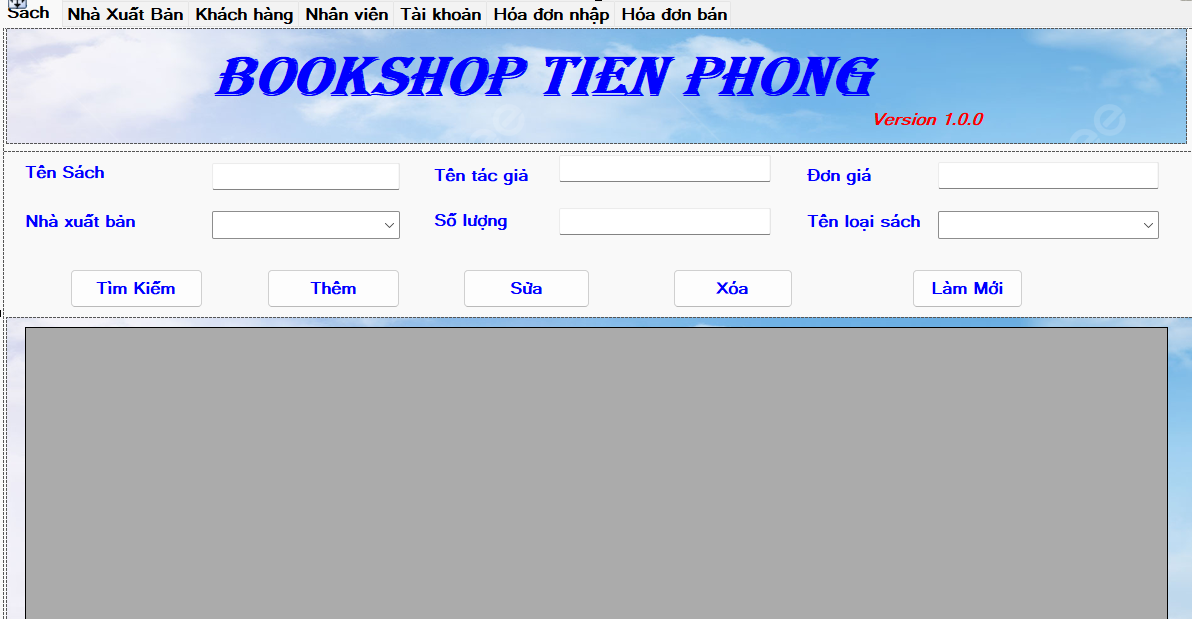 Sách Nhà Xuất Bản Khách hàng Nhân viên Tài khoản Hóa đơn nhập Hóa đơn bán
BOOKSHOP TIEN PHONG
Version 1.0.0
Tên Sách Tên tác giả Đơn giá
Nhà xuất bản Số lượng Tên loại sách
Tìm Kiếm Thêm Sửa Xóa Làm Mới